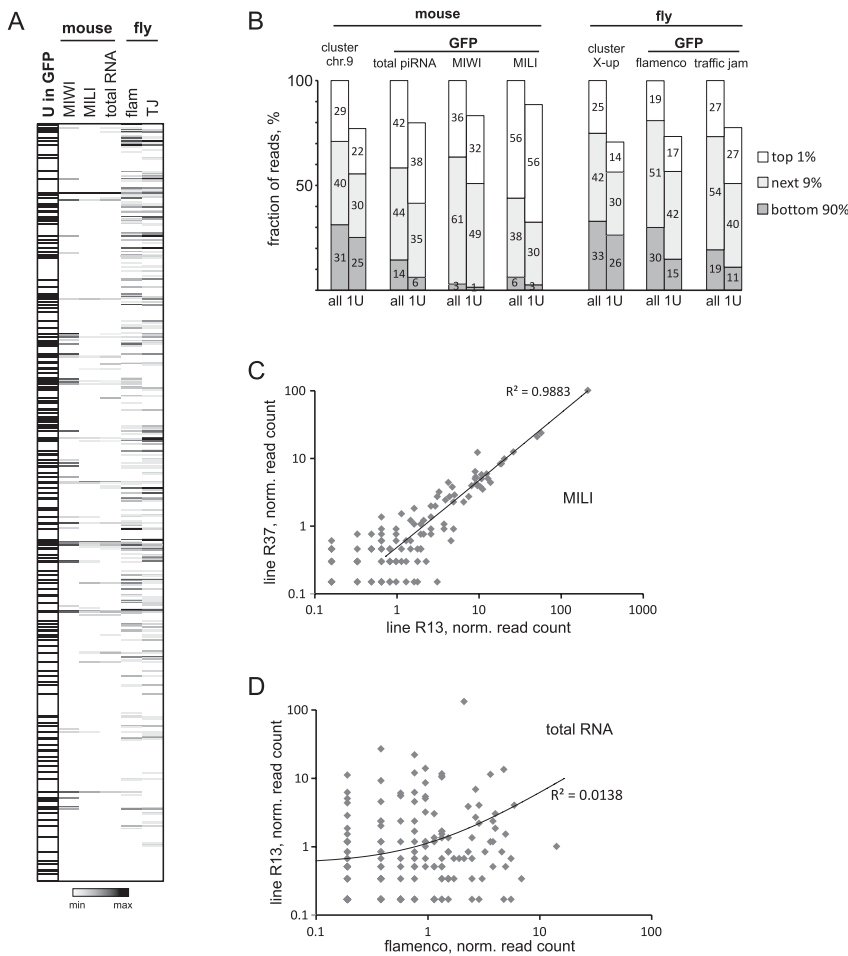 A
mouse
fly
U in GFP
MIWI
MILI
total RNA
flam
TJ
min
max
B
mouse
fly
GFP
GFP
cluster
chr.9
total piRNA
MIWI
MILI
cluster
X-up
flamenco
traffic jam
fraction of reads, %
100
50
29
40
31
22
30
25
42
44
14
38
35
6
36
61
3
32
49
1
56
38
6
56
30
3
25
42
33
14
30
26
19
51
30
17
42
15
27
54
19
27
40
11
all 1U
all 1U
all 1U
all 1U
all 1U
all 1U
all 1U
top 1%
next 9%
bottom 90%
C
line R37, norm. read count
100
10
1
0.1
R² = 0.9883
MILI
0.1
1
10
100
1000
line R13, norm. read count
D
line R13, norm. read count
100
10
1
0.1
total RNA
R² = 0.0138
0.1
1
10
100
flamenco, norm. read count